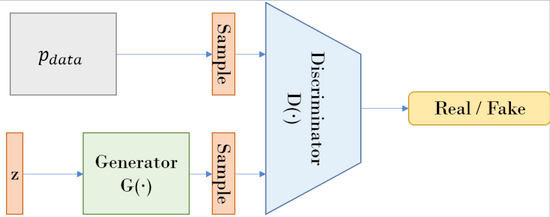 p_data
Sample
Discriminator
D(·)
Real / Fake
z
Generator
G(·)
Sample